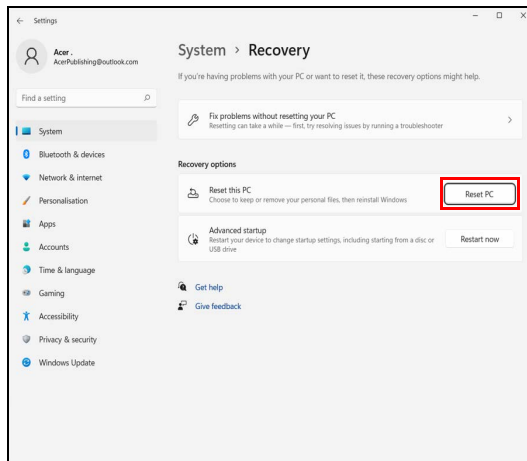 Settings
Acer .
AcerPublishing@outlook.com
Find a setting
System
Bluetooth & devices
Network & internet
Personalisation
Apps
Accounts
Time & language
Gaming
Accessibility
Privacy & security
Windows Update
System > Recovery
If you're having problems with your PC or want to reset it, these recovery options might help.
Fix problems without resetting your PC
Resetting can take a while — first, try resolving issues by running a troubleshooter
Recovery options
Reset this PC
Choose to keep or remove your personal files, then reinstall Windows
Reset PC
Advanced startup
Restart your device to change startup settings, including starting from a disc or
USB drive
Restart now
Get help
Give feedback